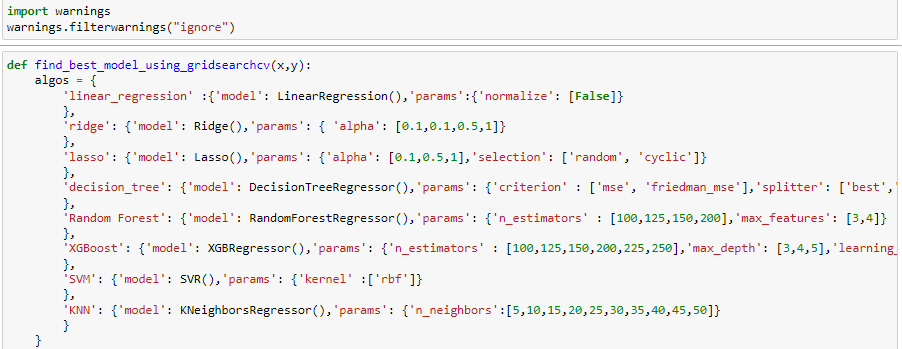 import warnings
warnings.filterwarnings("ignore")
def find_best_model_using_gridsearchcv(x,y):
    algos = {
        'linear_regression' :{'model': LinearRegression(),'params':{'normalize': [False]}
        },
        'ridge': {'model': Ridge(),'params': { 'alpha': [0.1,0.1,0.5,1]}
        },
        'lasso': {'model': Lasso(),'params': {'alpha': [0.1,0.5,1],'selection': ['random', 'cyclic']}
        },
        'decision_tree': {'model': DecisionTreeRegressor(),'params': {'criterion' : ['mse', 'friedman_mse'],'splitter': ['best','
        },
        'Random Forest': {'model': RandomForestRegressor(),'params': {'n_estimators' : [100,125,150,200],'max_features': [3,4]}
        },
        'XGBoost': {'model': XGBRegressor(),'params': {'n_estimators' : [100,125,150,200,225,250],'max_depth': [3,4,5],'learning_
        },
        'SVM': {'model': SVR(),'params': {'kernel' :['rbf']}
        },
        'KNN': {'model': KNeighborsRegressor(),'params': {'n_neighbors':[5,10,15,20,25,30,35,40,45,50]}
        }
    }